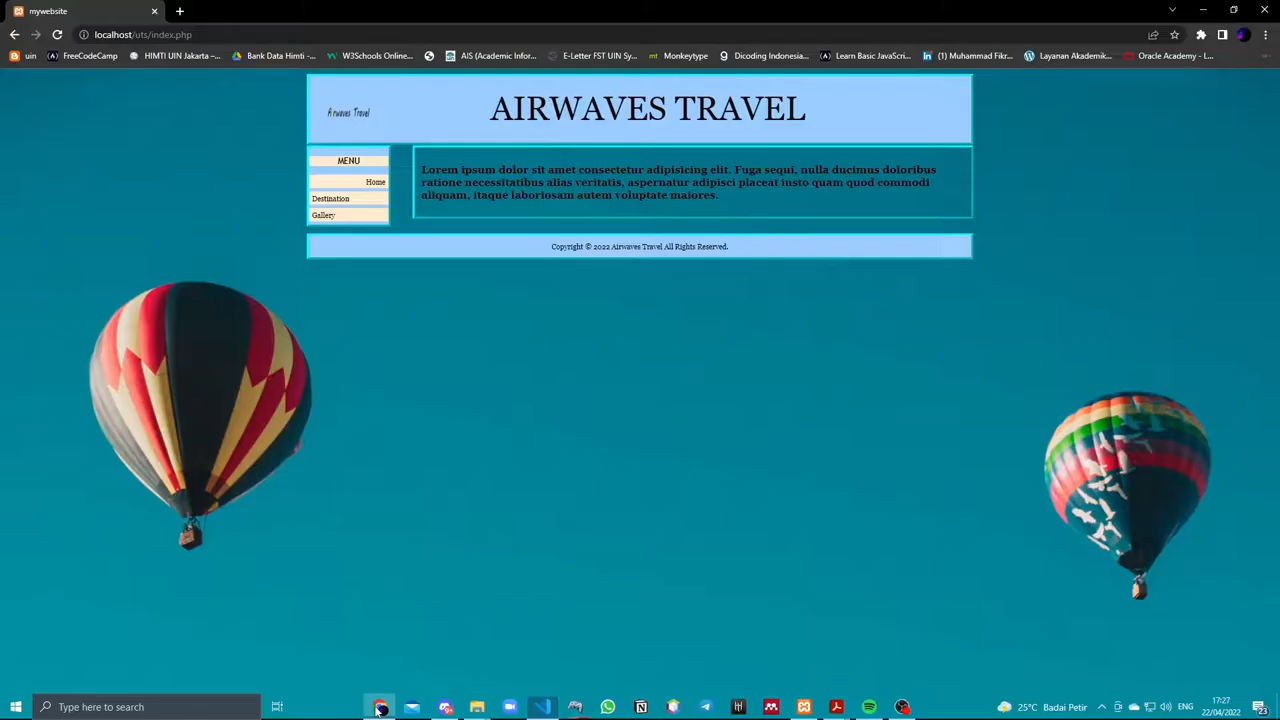 mywebsite
localhost/uts/index.php
uin
FreeCodeCamp
HIMTI UIN Jakarta –...
Bank Data Himti -...
W3Schools Online...
AIS (Academic Infor...
E-Letter FST UIN Sy...
Monkeytype
Dicoding Indonesia...
Learn Basic JavaScri...
(1) Muhammad Fikr...
Layanan Akademik...
Oracle Academy - L...
Airwaves Travel
AIRWAVES TRAVEL
MENU
Home
Destination
Gallery
Lorem ipsum dolor sit amet consectetur adipisicing elit. Fuga sequi, nulla ducimus doloribus
ratione necessitatibus alias veritatis, aspernatur adipisci placeat iusto quam quod commodi
aliquam, itaque laboriosam autem voluptate maiores.
Copyright © 2022 Airwaves Travel All Rights Reserved.
Type here to search
25°C Badai Petir
ENG
17:27
22/04/2022